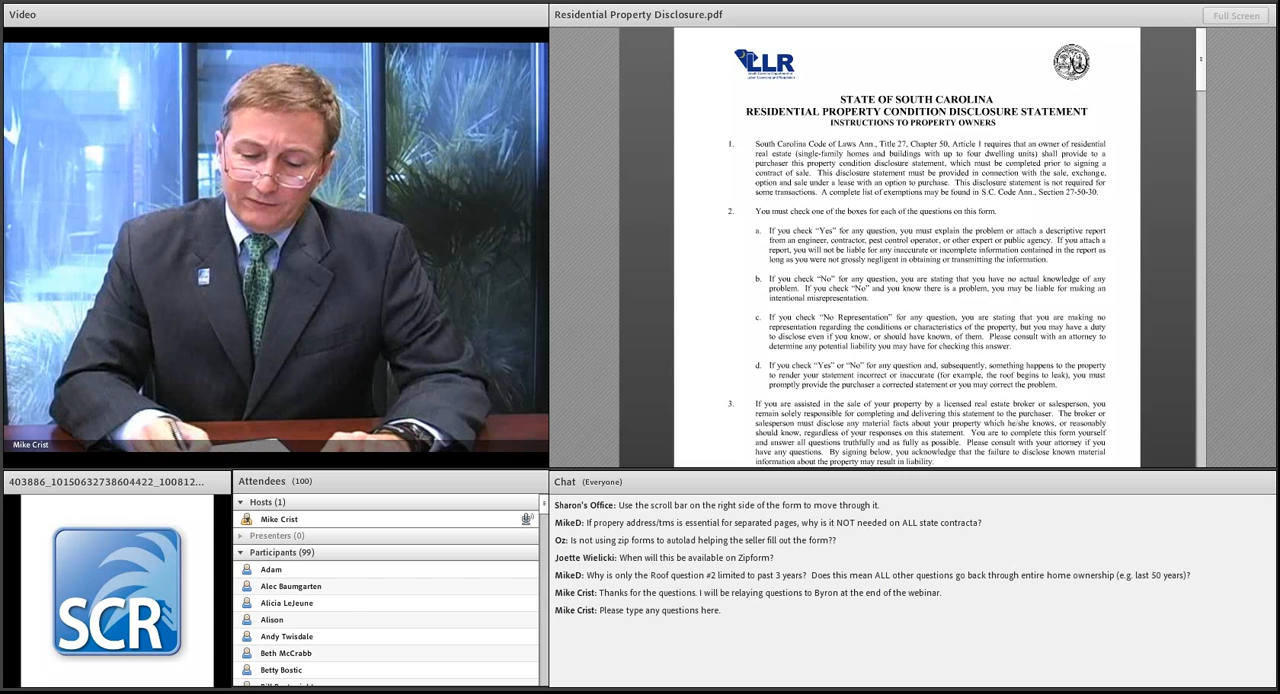 Video
Residential Property Disclosure.pdf
Full Screen
LLR
STATE OF SOUTH CAROLINA
RESIDENTIAL PROPERTY CONDITION DISCLOSURE STATEMENT
INSTRUCTIONS TO PROPERTY OWNERS
1. South Carolina Code of Laws Ann., Title 27, Chapter 50, Article 1 requires that an owner of residential
real estate (single-family homes and buildings with up to four dwelling units) shall provide to a
purchaser this property condition disclosure statement, which must be completed prior to signing a
contract of sale. This disclosure statement must be provided in connection with the sale, exchange,
option and sale under a lease with an option to purchase. This disclosure statement is not required for
some transactions. A complete list of exemptions may be found in S.C. Code Ann., Section 27-50-30.
2. You must check one of the boxes for each of the questions on this form.
a. If you check “Yes” for any question, you must explain the problem or attach a descriptive report
from an engineer, contractor, pest control operator, or other expert or public agency. If you attach a
report, you will not be liable for any inaccurate or incomplete information contained in the report as
long as you were not grossly negligent in obtaining or transmitting the information.
b. If you check “No” for any question, you are stating that you have no actual knowledge of any
problem. If you check “No” and you know there is a problem, you may be liable for making an
intentional misrepresentation.
c. If you check “No Representation” for any question, you are stating that you are making no
representation regarding the conditions or characteristics of the property, but you may have a duty
to disclose even if you know, or should have known, of them. Please consult with an attorney to
determine any potential liability you may have for checking this answer.
d. If you check “Yes” or “No” for any question and, subsequently, something happens to the property
to render your statement incorrect or inaccurate (for example, the roof begins to leak), you must
promptly provide the purchaser a corrected statement or you may correct the problem.
3. If you are assisted in the sale of your property by a licensed real estate broker or salesperson, you
remain solely responsible for completing and delivering this statement to the purchaser. The broker or
salesperson must disclose any material facts about your property which he/she knows, or reasonably
should know, regardless of your responses on this statement. You are to complete this form yourself
and answer all questions truthfully and as fully as possible. Please consult with your attorney if you
have any questions. By signing below, you acknowledge that the failure to disclose known material
information about the property may result in liability.
Mike Crist
403886_10150632738604422_100812...
SCR
Attendees (100)
Hosts (1)
Mike Crist
Presenters (0)
Participants (99)
Adam
Alec Baumgarten
Alicia LeJeune
Alison
Andy Twisdale
Beth McCrabb
Betty Bostic
Chat (Everyone)
Sharon's Office: Use the scroll bar on the right side of the form to move through it.
MikeD: If propery address/tms is essential for separated pages, why is it NOT needed on ALL state contracta?
Oz: Is not using zip forms to autolad helping the seller fill out the form??
Joette Wielicki: When will this be available on Zipform?
MikeD: Why is only the Roof question #2 limited to past 3 years? Does this mean ALL other questions go back through entire home ownership (e.g. last 50 years)?
Mike Crist: Thanks for the questions. I will be relaying questions to Byron at the end of the webinar.
Mike Crist: Please type any questions here.